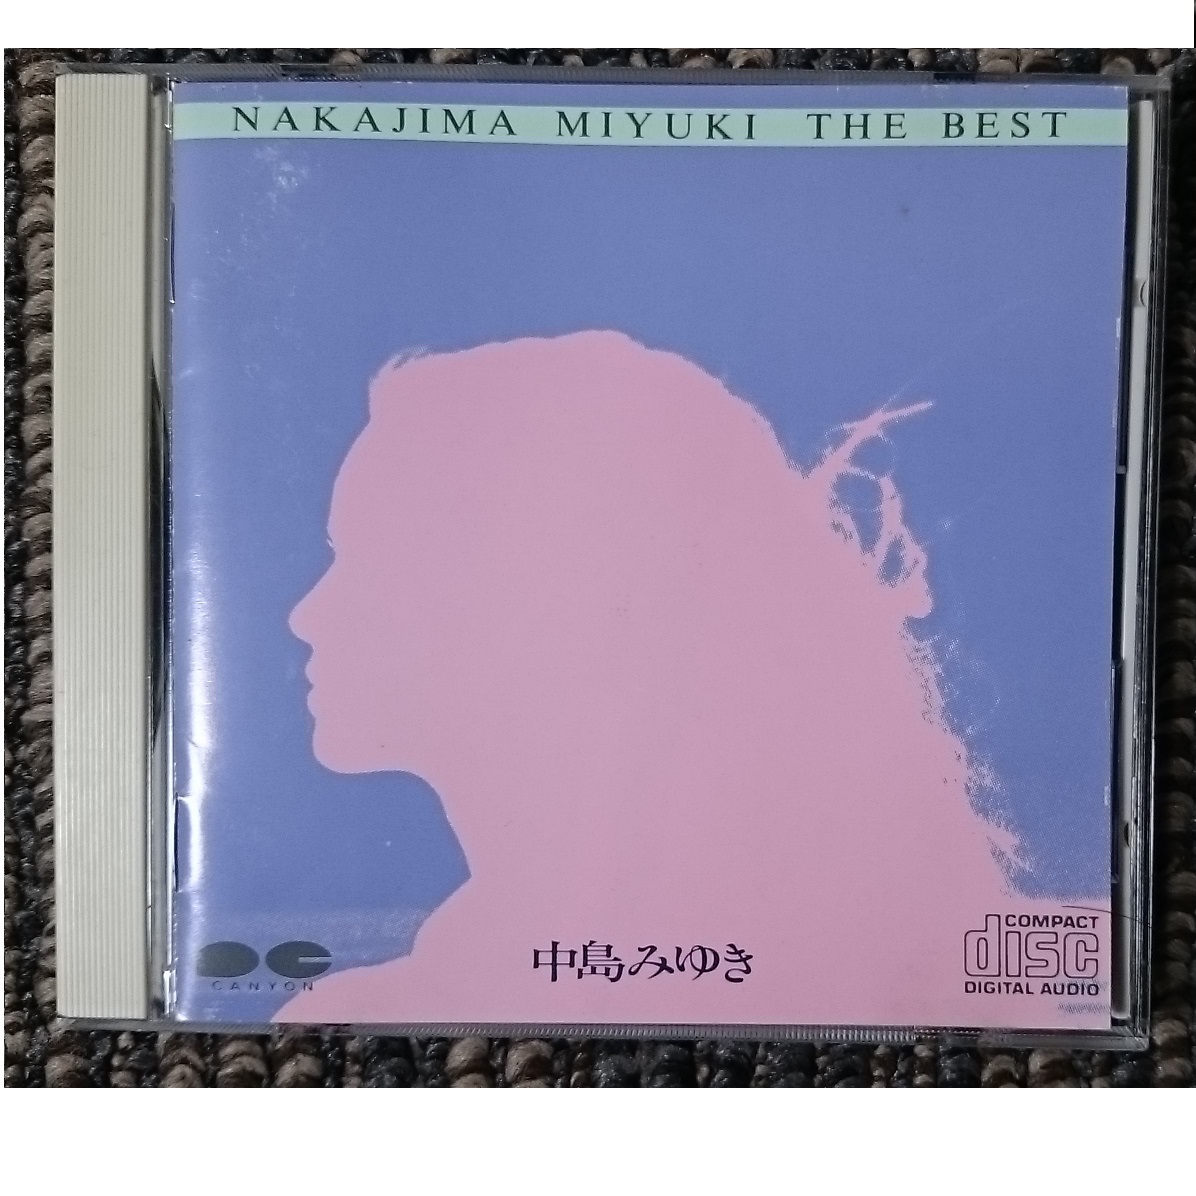 NAKAJIMA MIYUKI THE BEST
中島みゆき
CANYON
COMPACT
disc
DIGITAL AUDIO